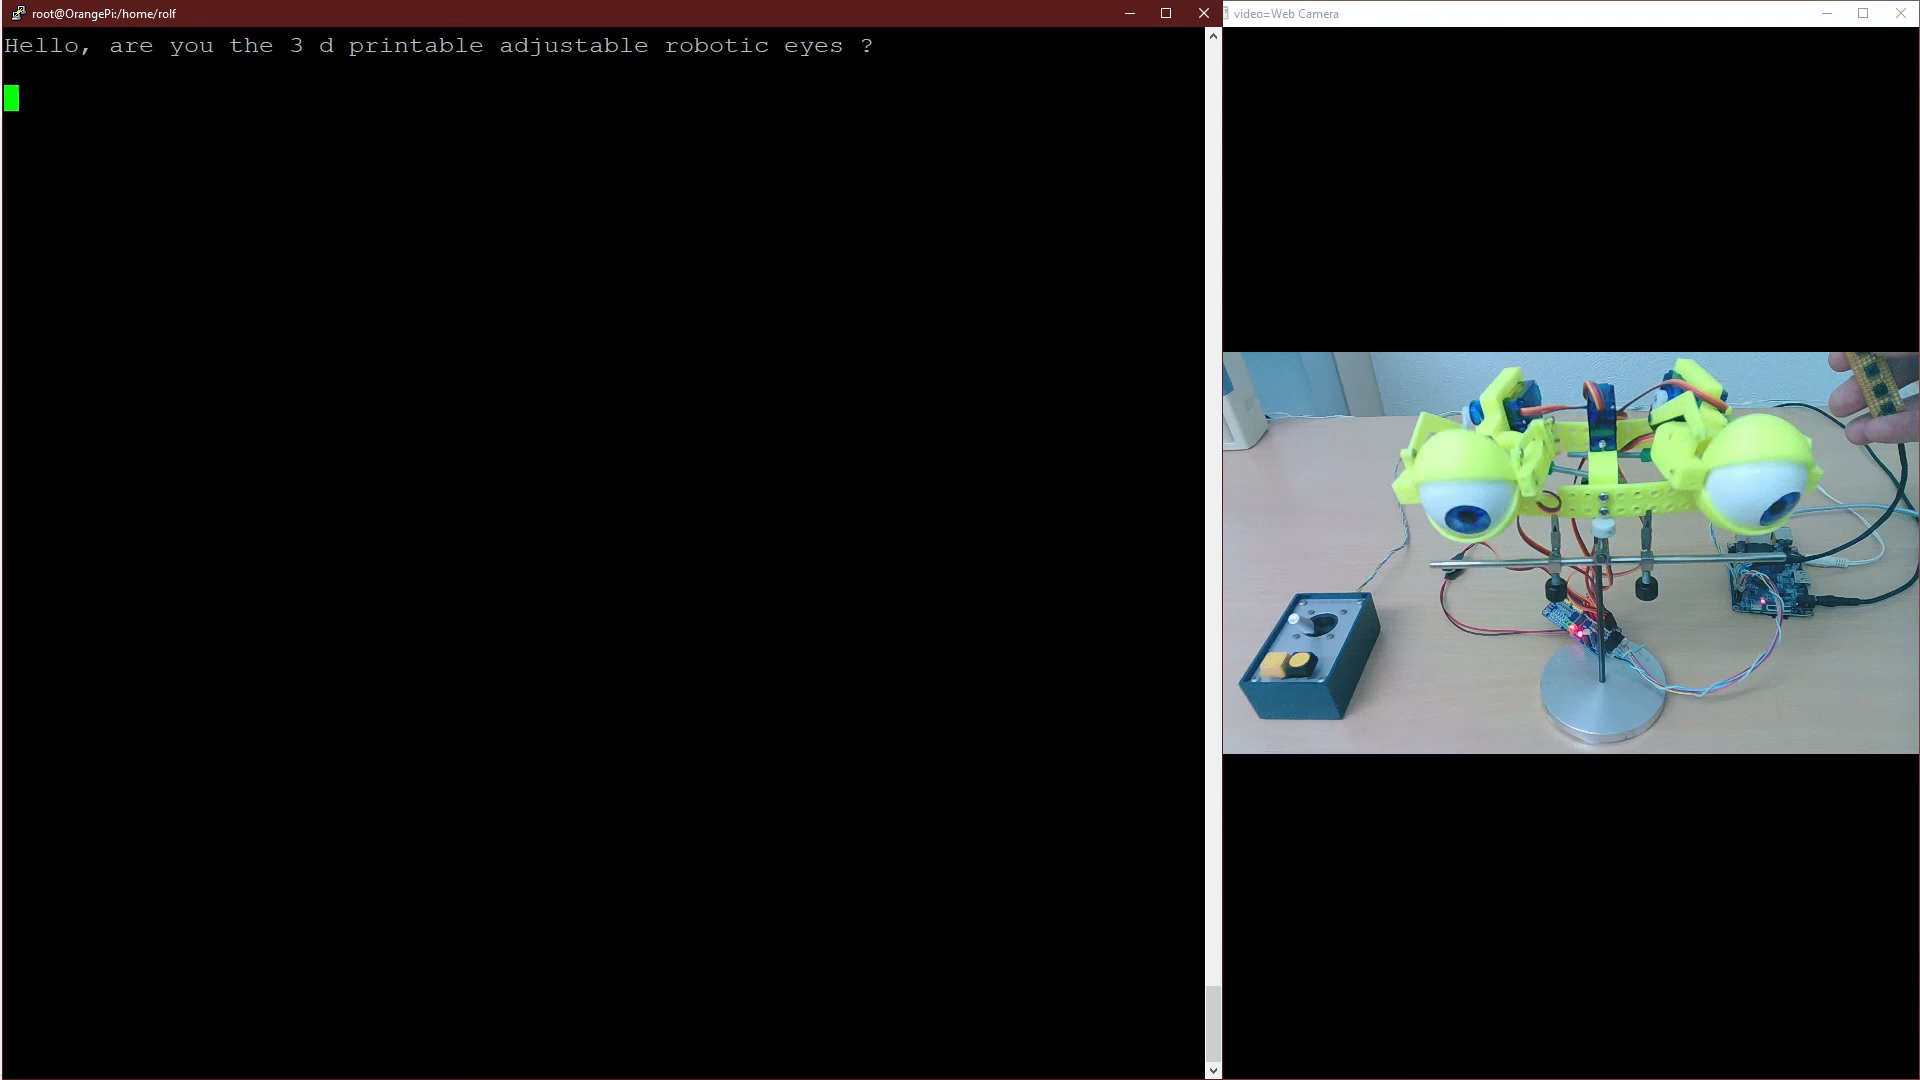 root@OrangePi:/home/rolf
video=Web Camera
Hello, are you the 3 d printable adjustable robotic eyes ?